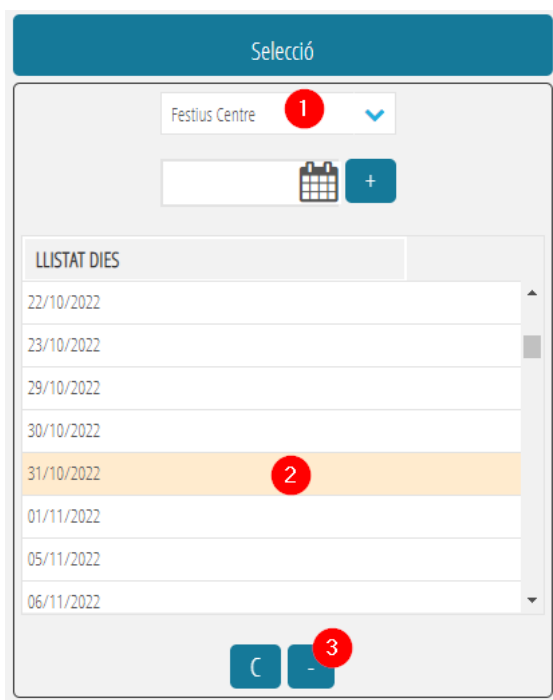 Selecció
Festius Centre 1
+
LLISTAT DIES
22/10/2022
23/10/2022
29/10/2022
30/10/2022
31/10/2022 2
01/11/2022
05/11/2022
06/11/2022
C - 3